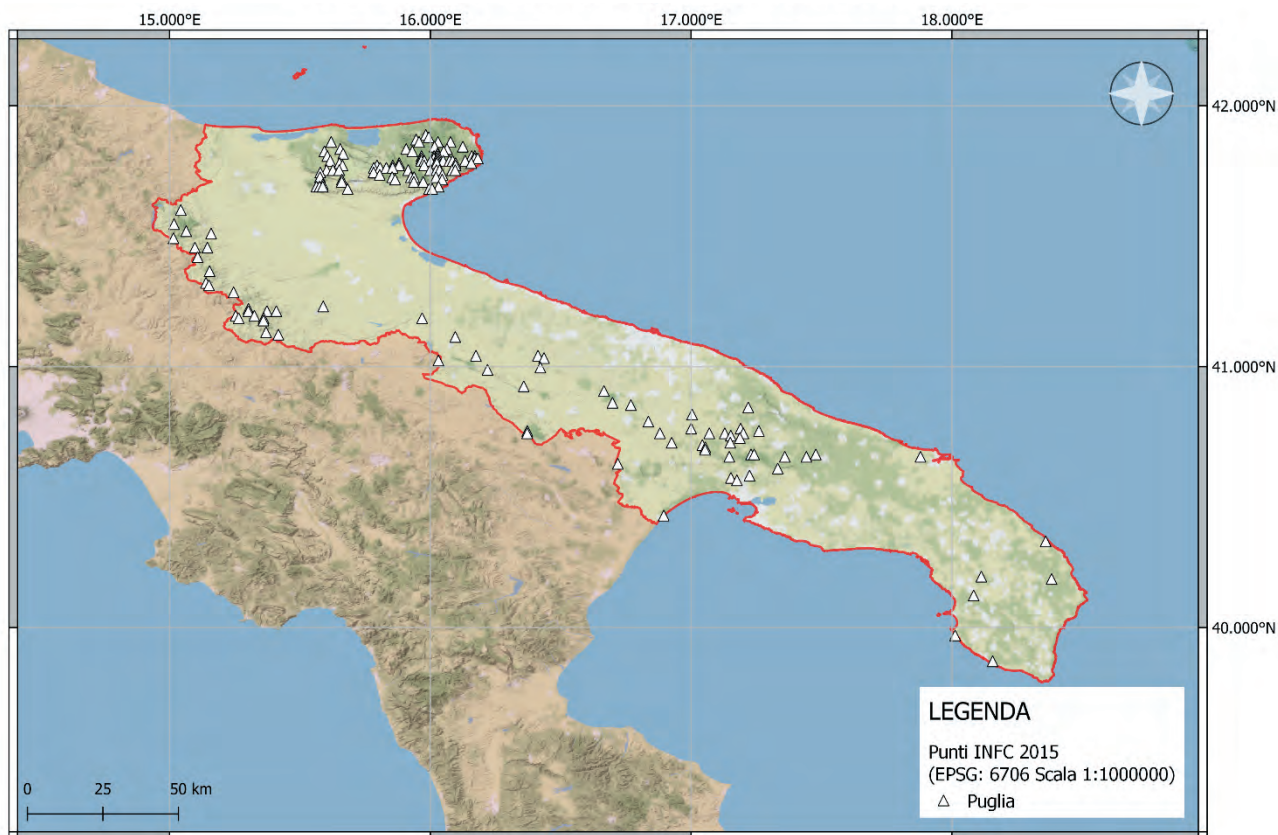 15.000°E 16.000°E 17.000°E 18.000°E
42.000°N
41.000°N
40.000°N
LEGENDA
Punti INFC 2015
(EPSG: 6706 Scala 1:1000000)
Puglia
0 25 50 km